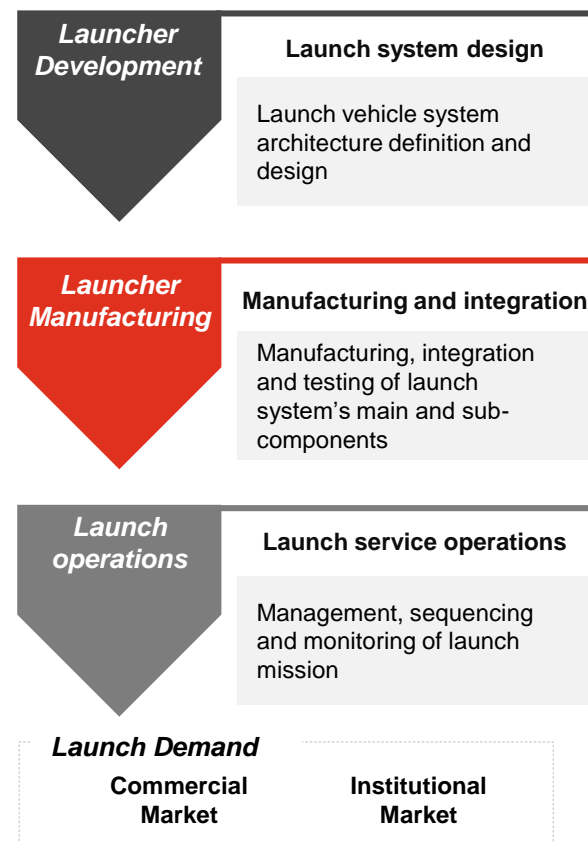 Launcher
Development
Launch system design
Launch vehicle system
architecture definition and
design
Launcher
Manufacturing
Manufacturing and integration
Manufacturing, integration
and testing of launch
system’s main and sub-
components
Launch
operations
Launch service operations
Management, sequencing
and monitoring of launch
mission
Launch Demand
Commercial
Market
Institutional
Market